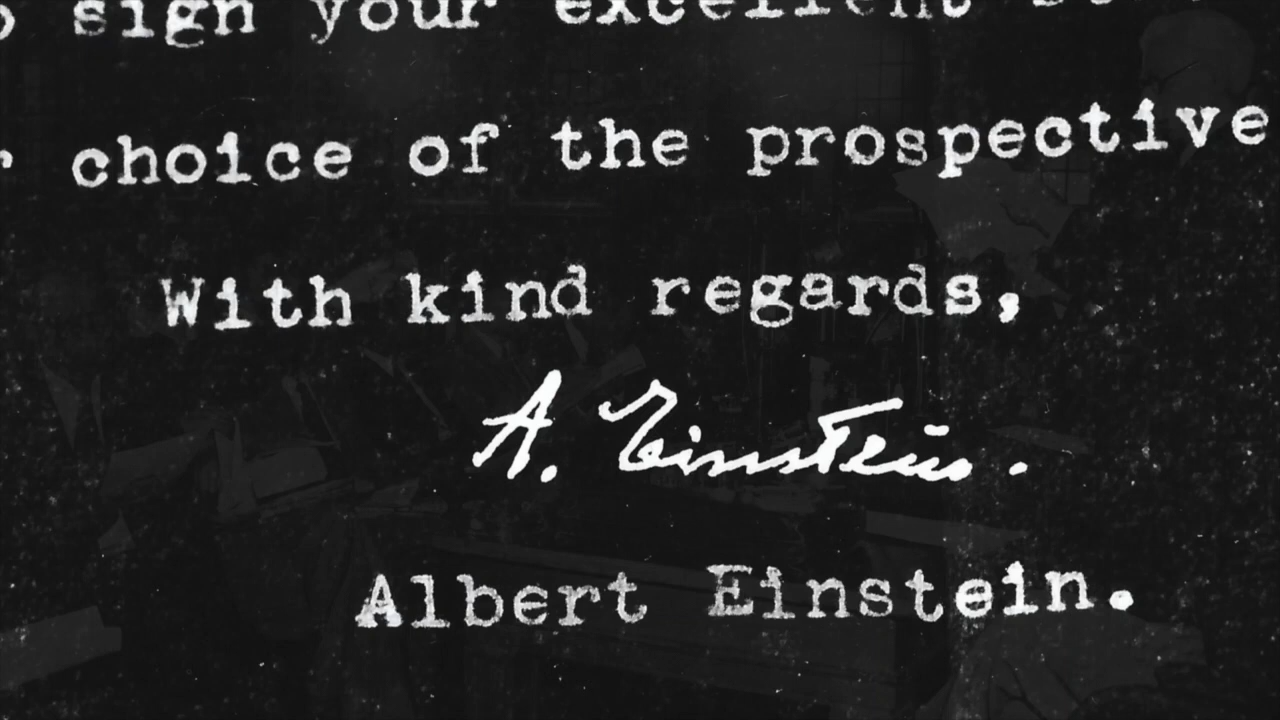 sign your excellent
choice of the prospective
With kind regards,
A. Einstein.
Albert Einstein.